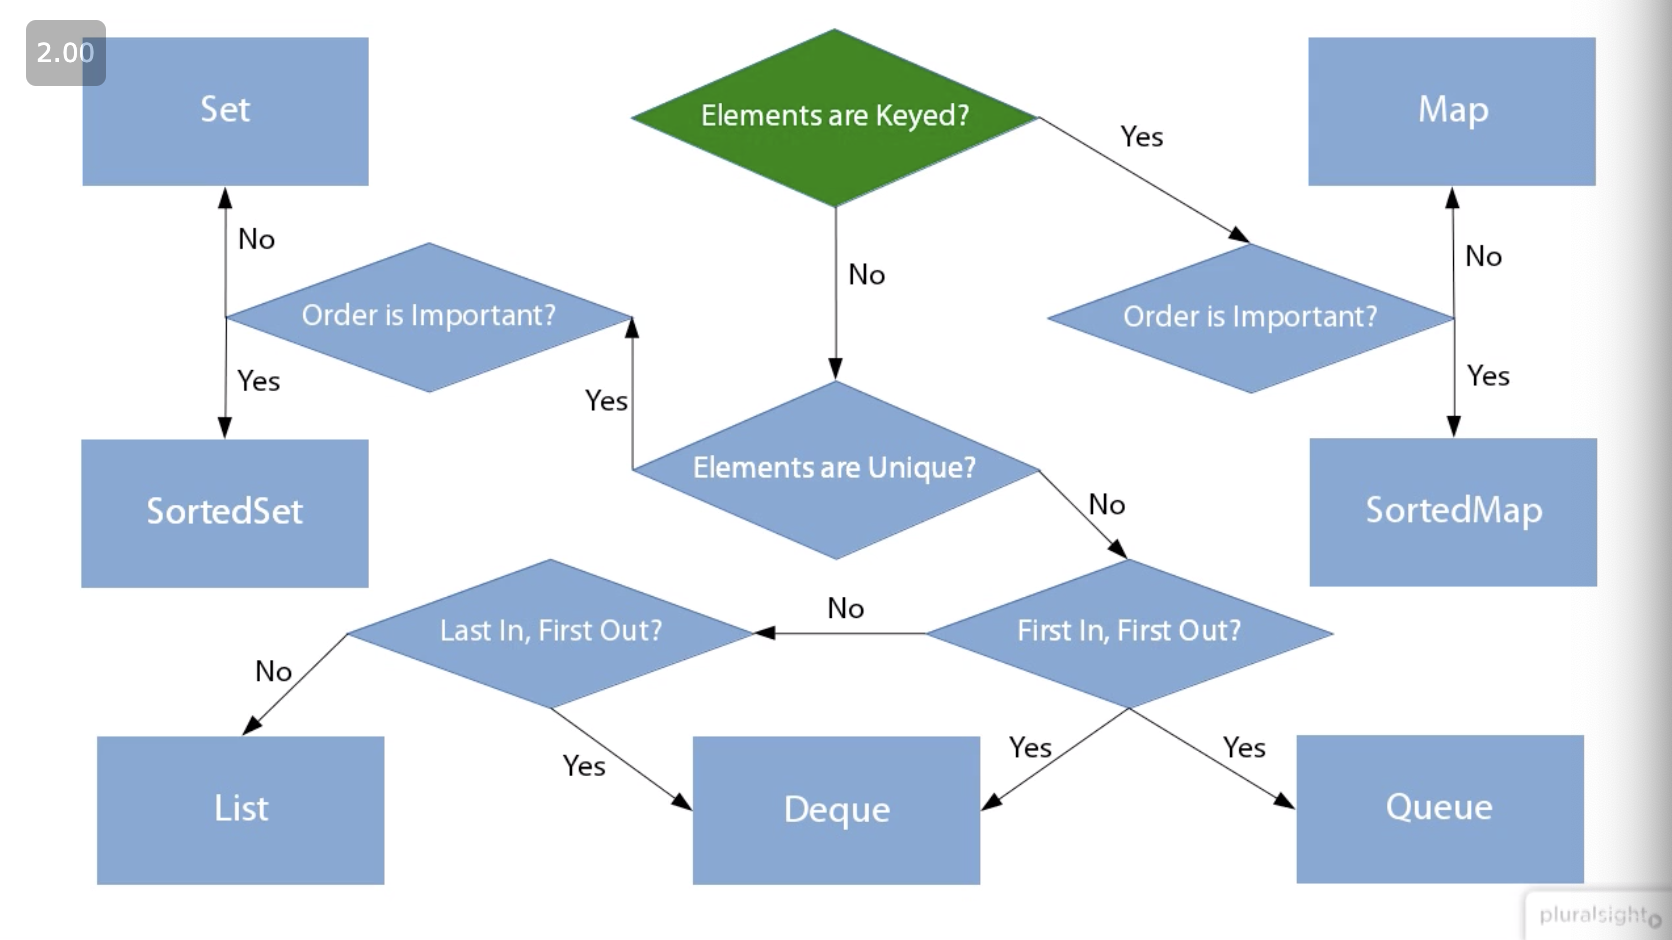 2.00
Set
Elements are Keyed?
Map
Yes
No
No
No
Order is Important?
Order is Important?
Yes
Yes
Yes
Elements are Unique?
No
SortedSet
SortedMap
No
Last In, First Out?
First In, First Out?
No
Yes
Yes
Yes
List
Deque
Queue
pluralsight